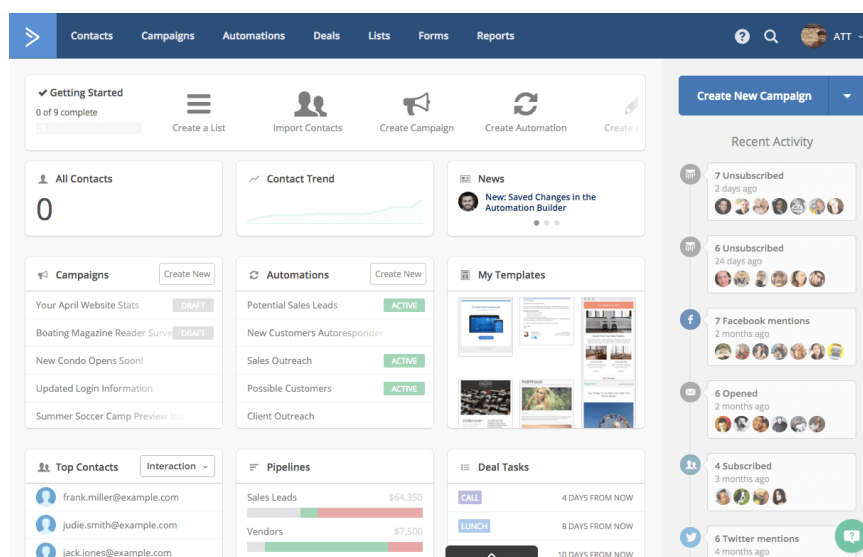 Contacts
Campaigns
Automations
Deals
Lists
Forms
Reports
?
ATT
Getting Started
0 of 9 complete
Create a List
Import Contacts
Create Campaign
Create Automation
Create
Create New Campaign
Recent Activity
All Contacts
0
Contact Trend
News
New: Saved Changes in the
Automation Builder
7 Unsubscribed
2 days ago
6 Unsubscribed
24 days ago
7 Facebook mentions
2 months ago
6 Opened
2 months ago
4 Subscribed
3 months ago
6 Twitter mentions
4 months ago
Campaigns
Create New
Your April Website Stats
DRAFT
Boating Magazine Reader Surve
DRAFT
New Condo Opens Soon!
Updated Login Information
Summer Soccer Camp Preview
Automations
Create New
Potential Sales Leads
ACTIVE
New Customers Autoresponder
Sales Outreach
ACTIVE
Possible Customers
ACTIVE
Client Outreach
My Templates
PORTFOLIO
Top Contacts
Interaction
frank.miller@example.com
judie.smith@example.com
jack.jones@example.com
Pipelines
Sales Leads
$64,350
Vendors
$7,500
Deal Tasks
CALL
4 DAYS FROM NOW
LUNCH
8 DAYS FROM NOW
10 DAYS FROM NOW